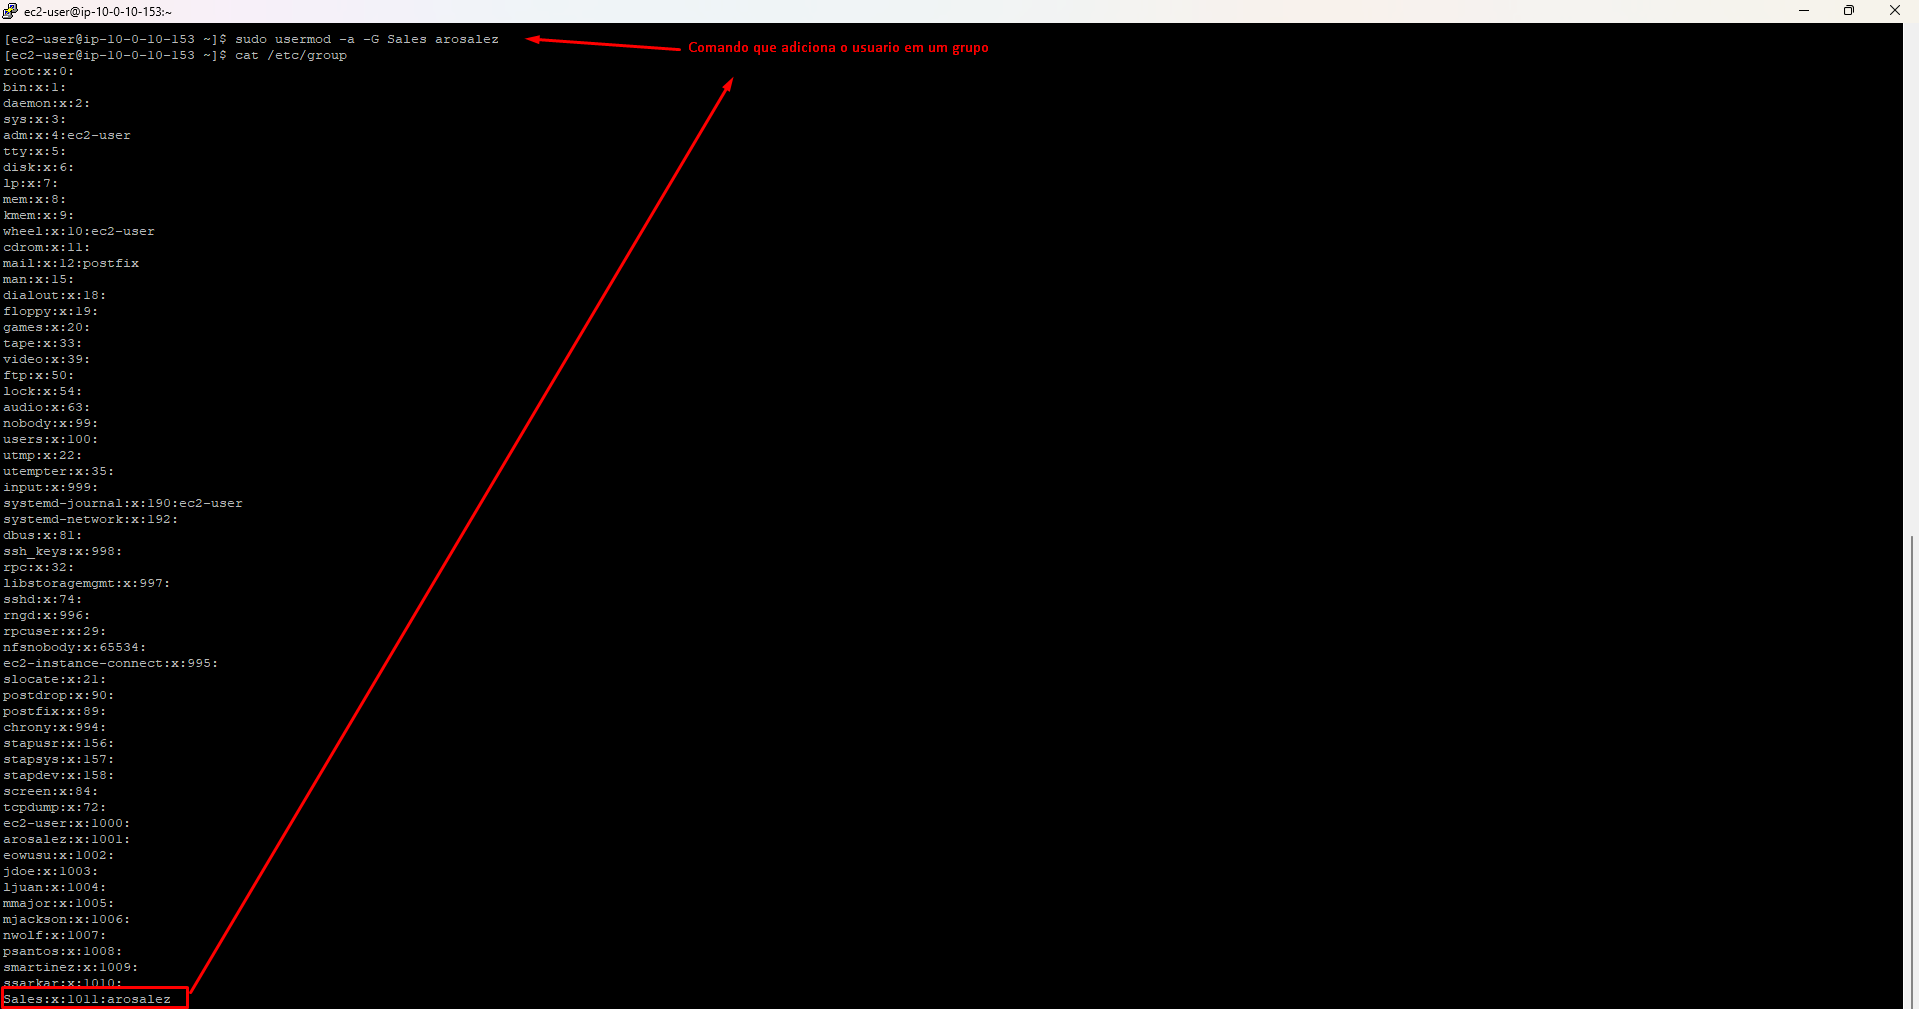 ec2-user@ip-10-0-10-153:~
[ec2-user@ip-10-0-10-153 ~]$ sudo usermod -a -G Sales arosalez
Comando que adiciona o usuario em um grupo
[ec2-user@ip-10-0-10-153 ~]$ cat /etc/group
root:x:0:
bin:x:1:
daemon:x:2:
sys:x:3:
adm:x:4:ec2-user
tty:x:5:
disk:x:6:
lp:x:7:
mem:x:8:
kmem:x:9:
wheel:x:10:ec2-user
cdrom:x:11:
mail:x:12:postfix
man:x:15:
dialout:x:18:
floppy:x:19:
games:x:20:
tape:x:33:
video:x:39:
ftp:x:50:
lock:x:54:
audio:x:63:
nobody:x:99:
users:x:100:
utmp:x:22:
utempter:x:35:
input:x:999:
systemd-journal:x:190:ec2-user
systemd-network:x:192:
dbus:x:81:
ssh_keys:x:998:
rpc:x:32:
libstoragemgmt:x:997:
sshd:x:74:
rngd:x:996:
rpcuser:x:29:
nfsnobody:x:65534:
ec2-instance-connect:x:995:
slocate:x:21:
postdrop:x:90:
postfix:x:89:
chrony:x:994:
stapusr:x:156:
stapsys:x:157:
stapdev:x:158:
screen:x:84:
tcpdump:x:72:
ec2-user:x:1000:
arosalez:x:1001:
eowusu:x:1002:
jdoe:x:1003:
ljuan:x:1004:
mmajor:x:1005:
mjackson:x:1006:
nwolf:x:1007:
psantos:x:1008:
smartinez:x:1009:
ssarkar:x:1010:
Sales:x:1011:arosalez